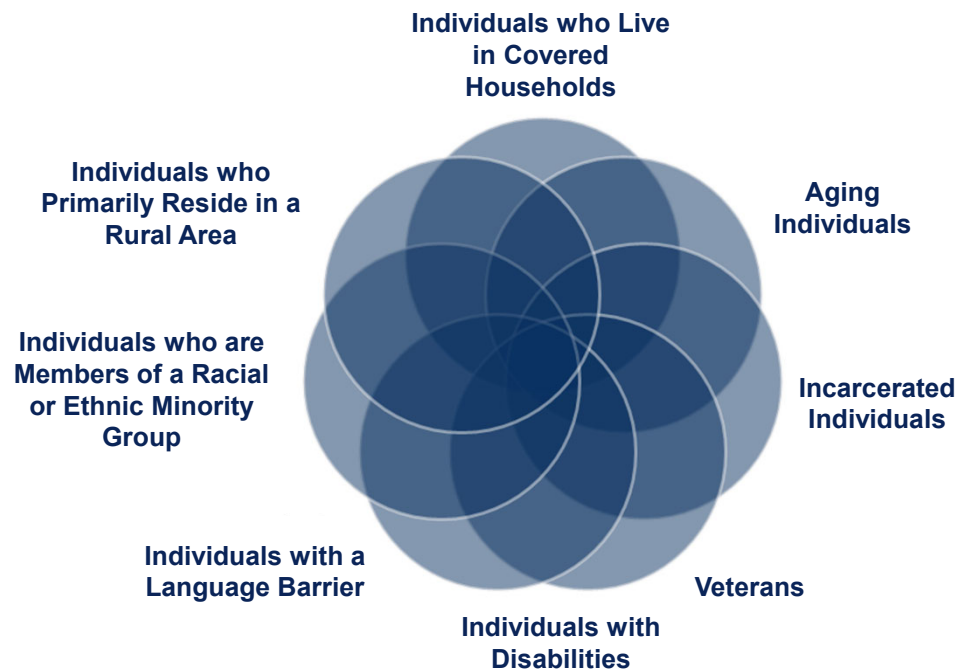 Individuals who Live
in Covered
Households
Aging
Individuals
Incarcerated
Individuals
Veterans
Individuals with
Disabilities
Individuals with a
Language Barrier
Individuals who are
Members of a Racial
or Ethnic Minority
Group
Individuals who
Primarily Reside in a
Rural Area